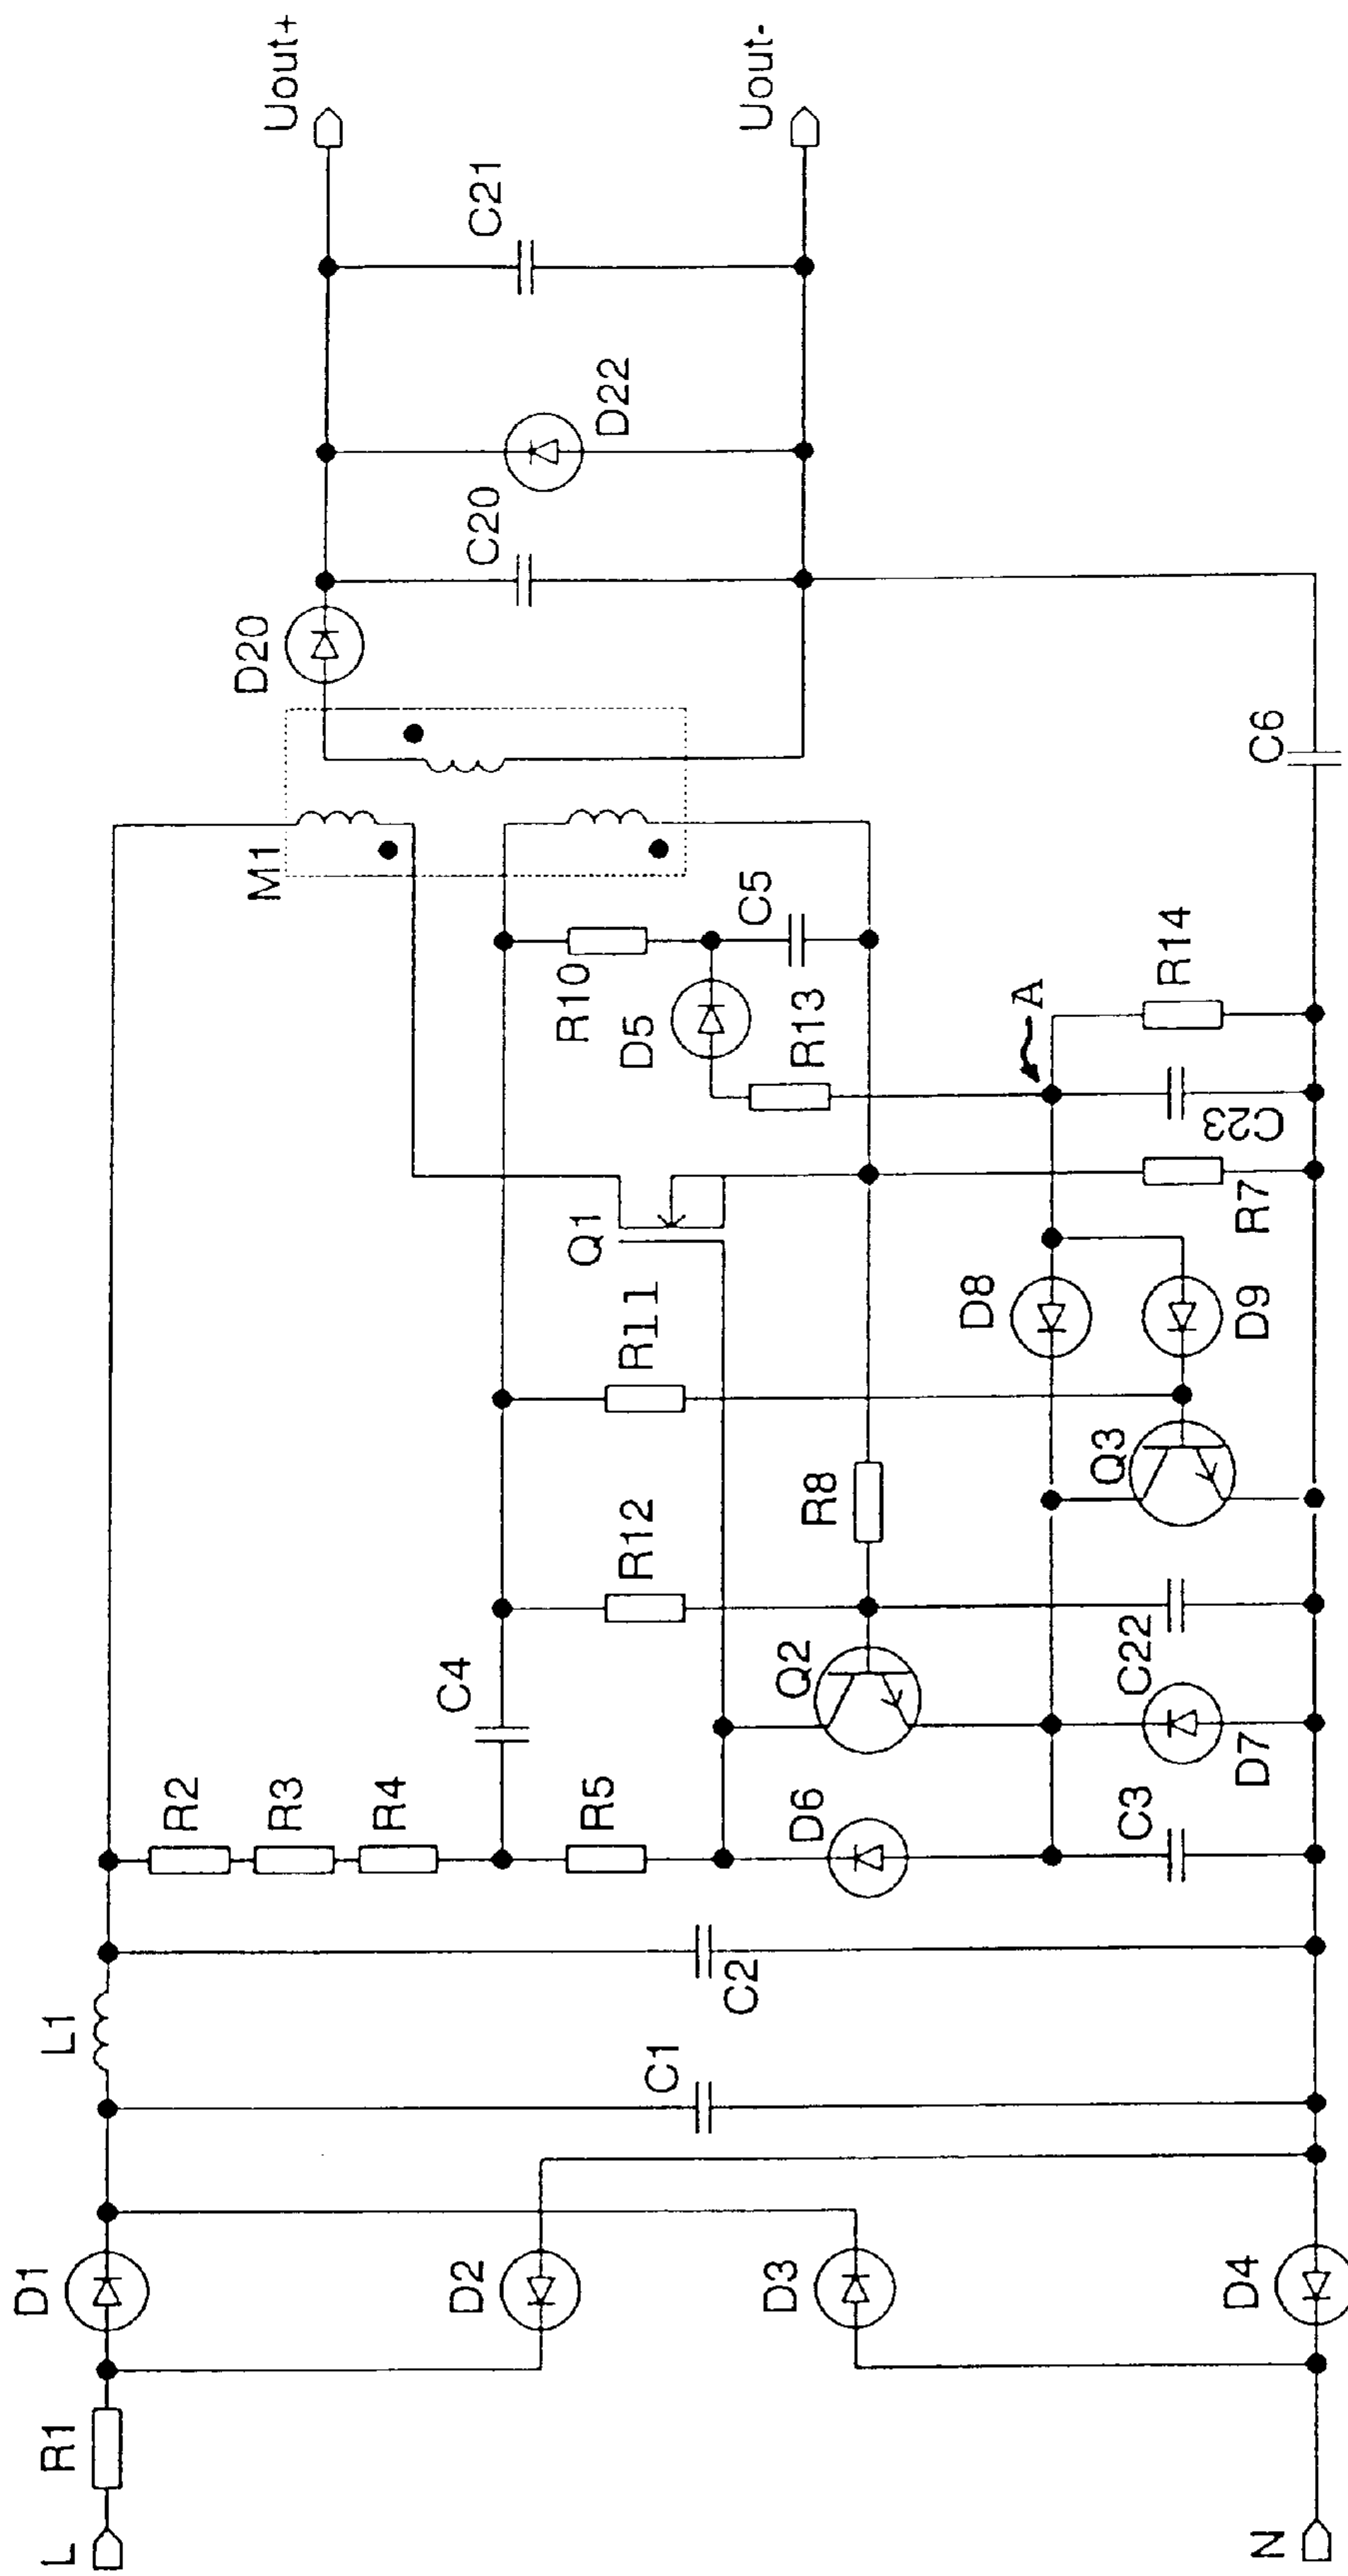 L
R1
D1
D2
D3
D4
N
L1
C1
C2
R2
R3
R4
R5
C4
D6
C3
D7
C22
Q2
R12
R8
R11
Q3
D8
D9
Q1
R7
C23
R13
D5
R10
C5
A
R14
M1
C6
D20
C20
D22
C21
Uout+
Uout-